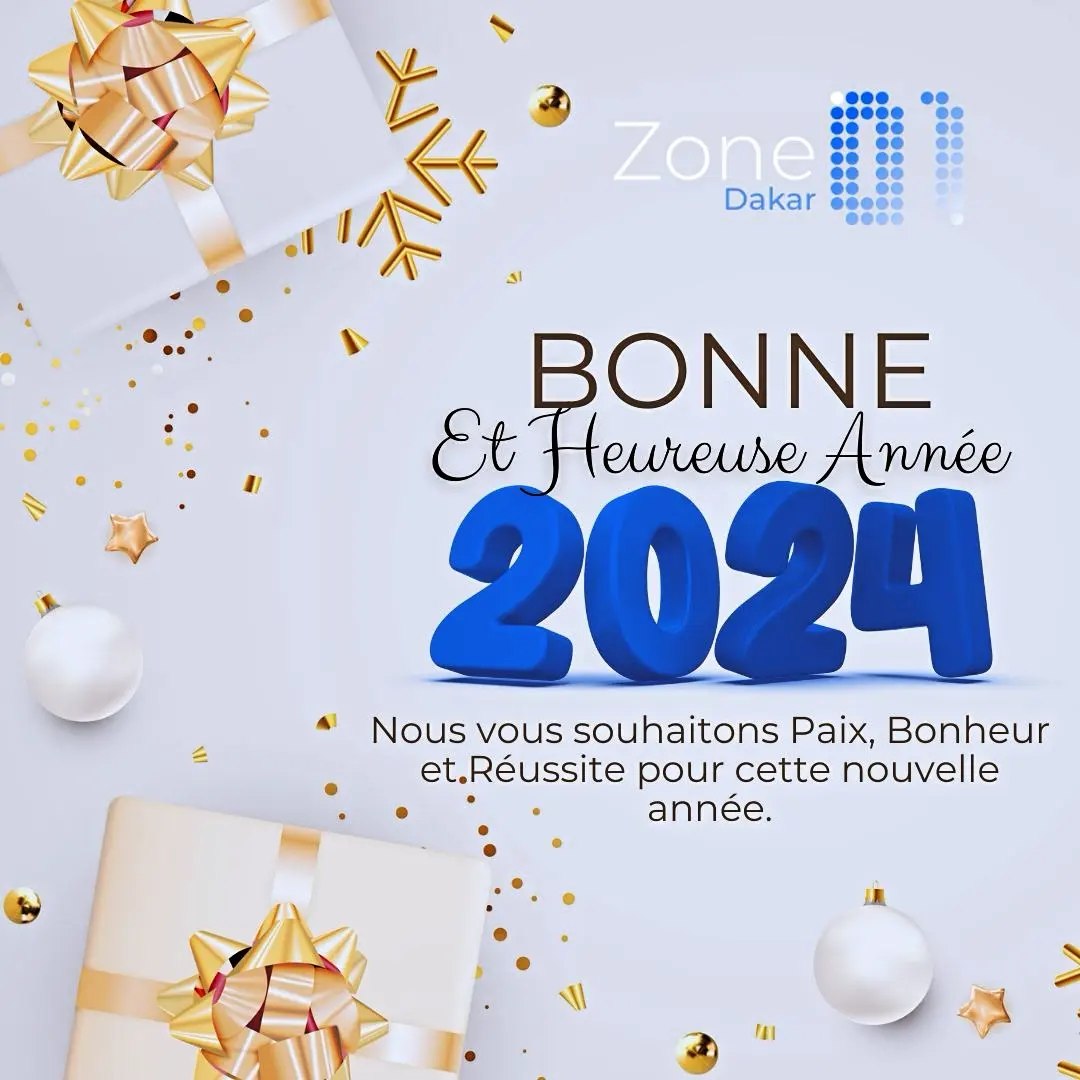 Zone 01
Dakar
BONNE
Et Heureuse Année
2024
Nous vous souhaitons Paix, Bonheur
et Réussite pour cette nouvelle
année.